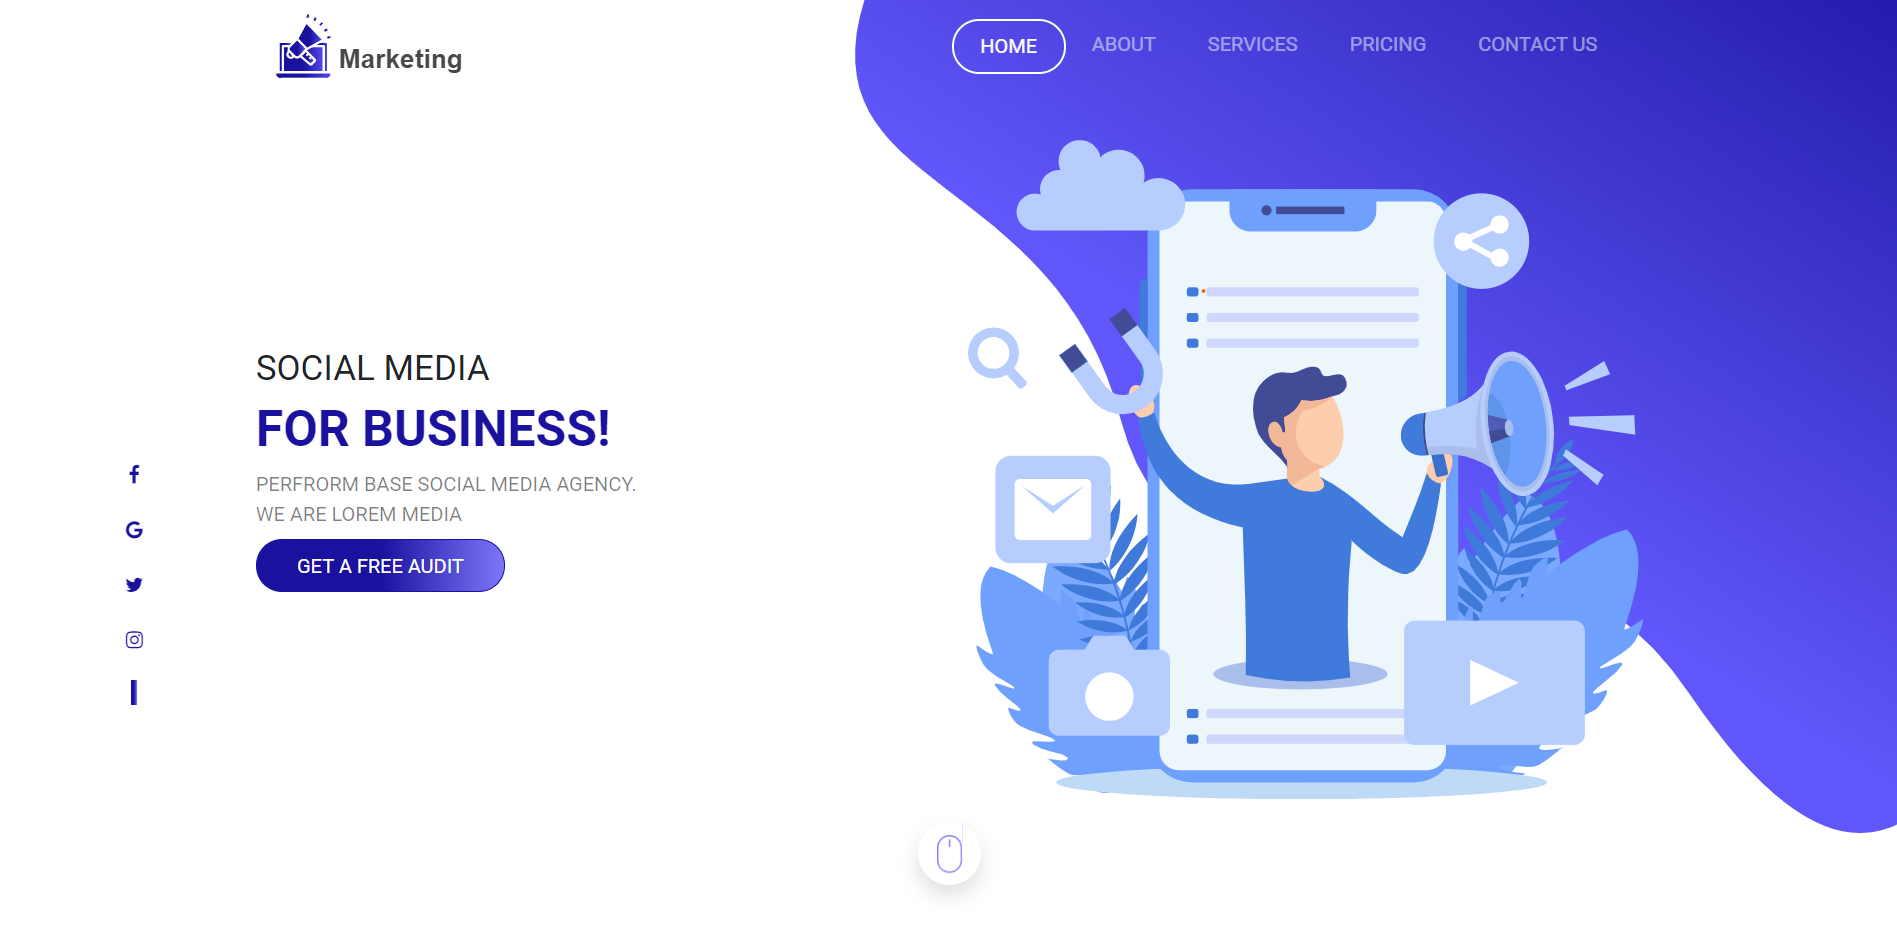 Marketing
HOME ABOUT SERVICES PRICING CONTACT US
SOCIAL MEDIA
FOR BUSINESS!
PERFRORM BASE SOCIAL MEDIA AGENCY.
WE ARE LOREM MEDIA
GET A FREE AUDIT